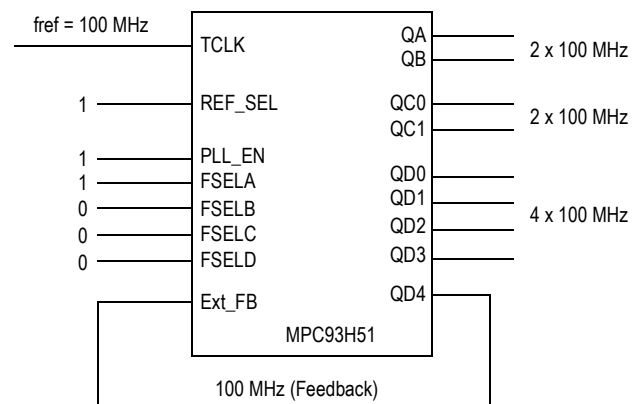 fref = 100 MHz
TCLK
QA
QB
2 x 100 MHz
1
REF_SEL
QC0
QC1
2 x 100 MHz
1
PLL_EN
1
FSELA
0
FSELB
0
FSELC
0
FSELD
QD0
QD1
QD2
QD3
4 x 100 MHz
Ext_FB
QD4
MPC93H51
100 MHz (Feedback)